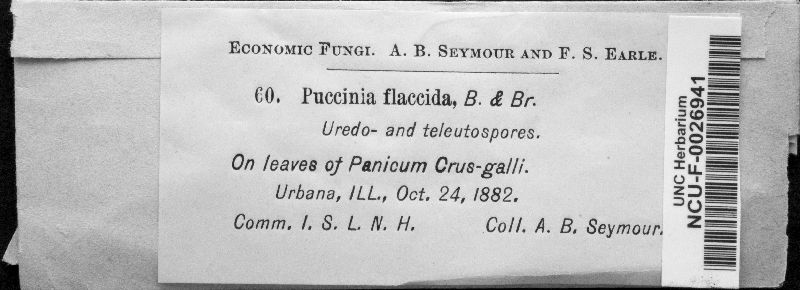 ECONOMIC FUNGI. A. B. SEYMOUR AND F. S. EARLE.
60. Puccinia flaccida, B. & Br.
Uredo- and teleutospores.
On leaves of Panicum Crus-galli.
Urbana, ILL., Oct. 24, 1882.
Comm. I. S. L. N. H. Coll. A. B. Seymour.
UNC Herbarium
NCU-F-0026941